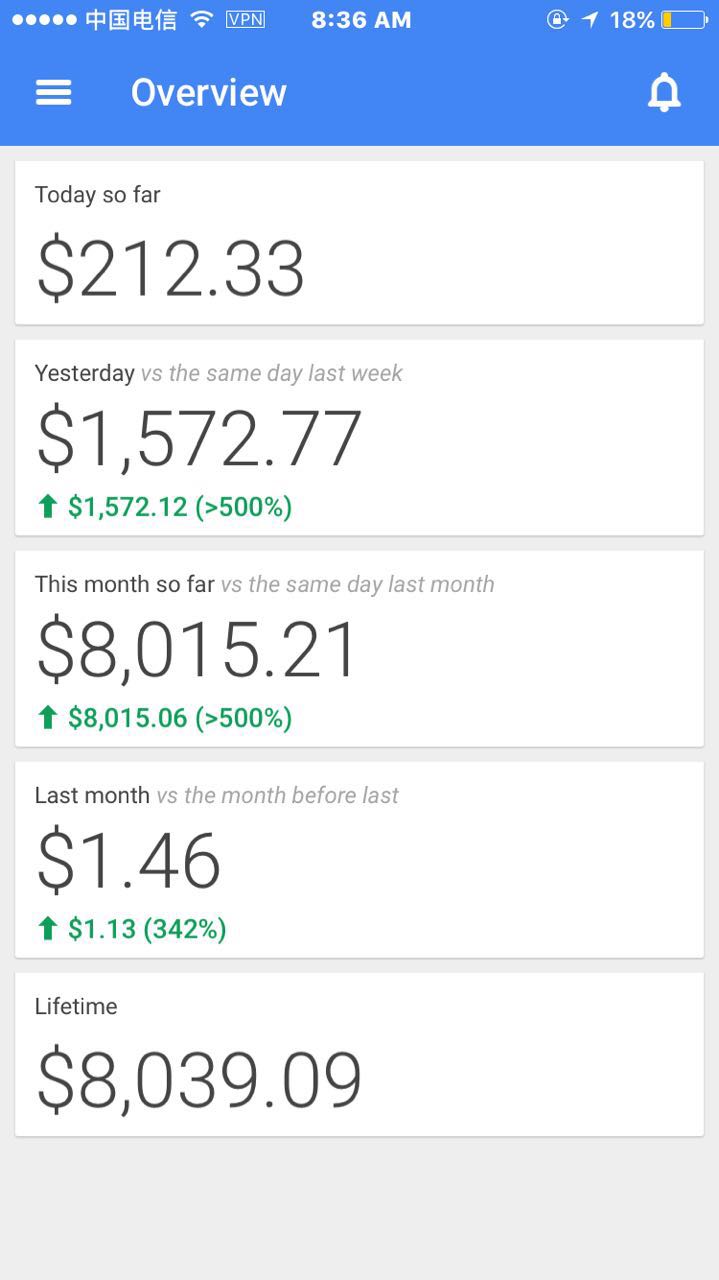 中国电信 VPN 8:36 AM 18%
Overview
Today so far
$212.33
Yesterday vs the same day last week
$1,572.77
$1,572.12 (>500%)
This month so far vs the same day last month
$8,015.21
$8,015.06 (>500%)
Last month vs the month before last
$1.46
$1.13 (342%)
Lifetime
$8,039.09